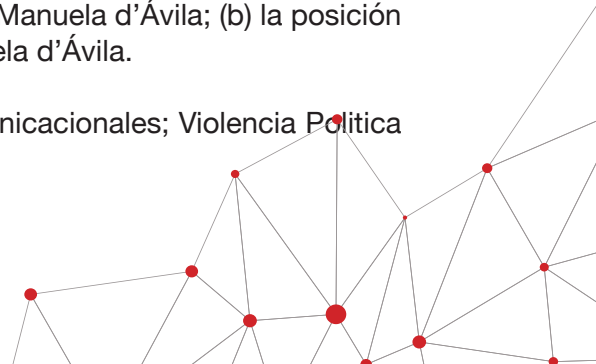 Manuela d’Ávila; (b) la posición
ela d’Ávila.
nicacionales; Violencia Politica